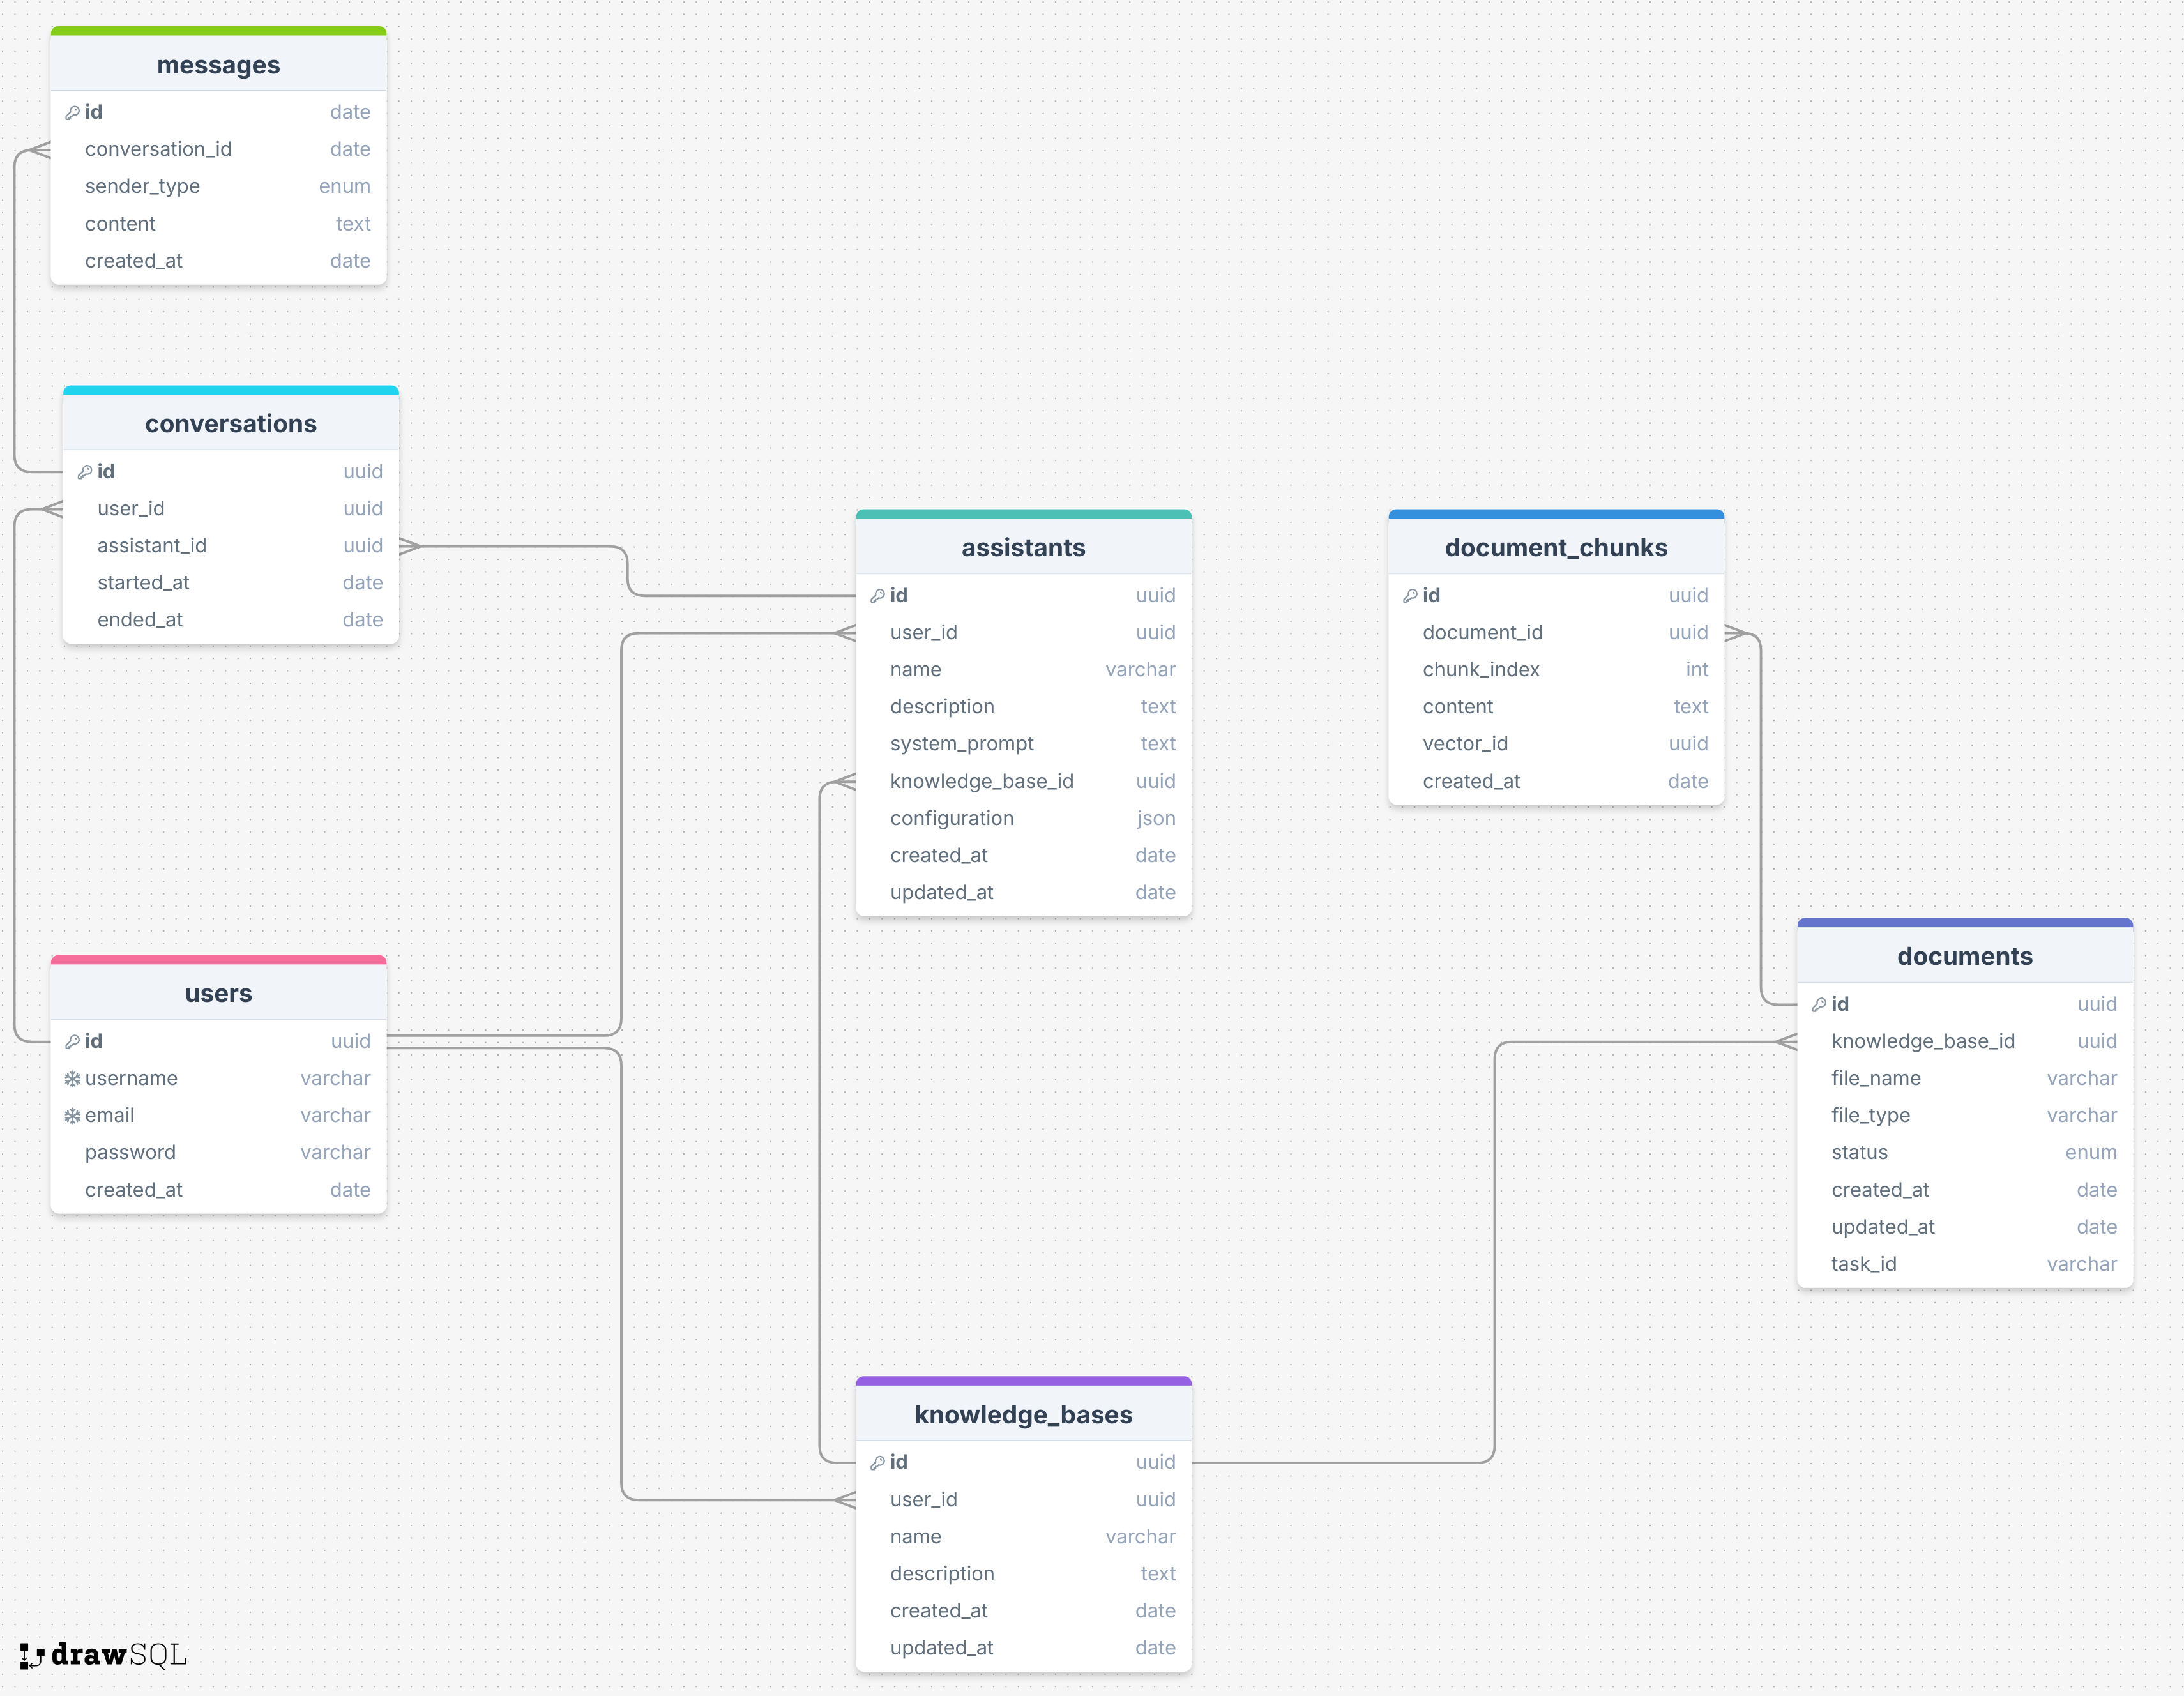 messages
id date
conversation_id date
sender_type enum
content text
created_at date
conversations
id uuid
user_id uuid
assistant_id uuid
started_at date
ended_at date
assistants
id uuid
user_id uuid
name varchar
description text
system_prompt text
knowledge_base_id uuid
configuration json
created_at date
updated_at date
document_chunks
id uuid
document_id uuid
chunk_index int
content text
vector_id uuid
created_at date
users
id uuid
username varchar
email varchar
password varchar
created_at date
documents
id uuid
knowledge_base_id uuid
file_name varchar
file_type varchar
status enum
created_at date
updated_at date
task_id varchar
knowledge_bases
id uuid
user_id uuid
name varchar
description text
created_at date
updated_at date
drawSQL